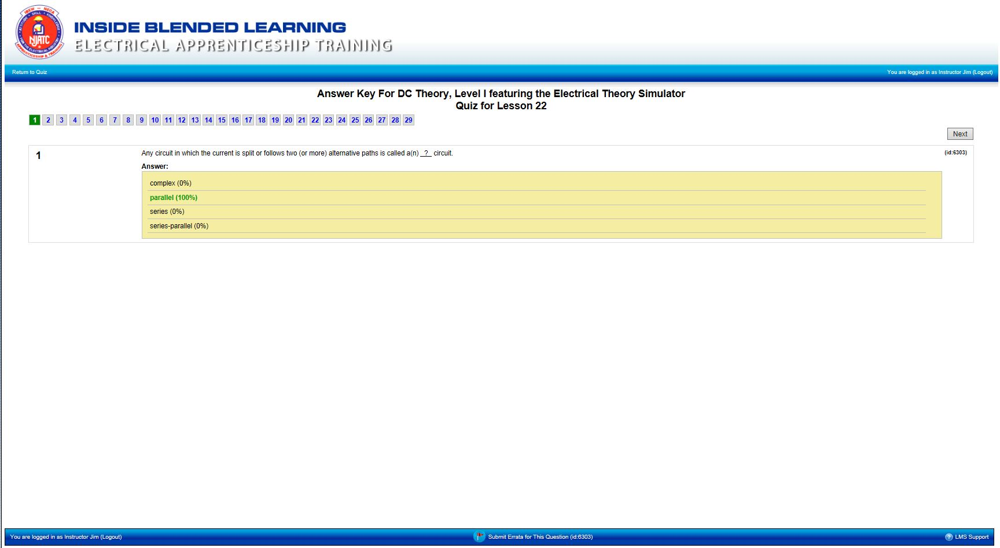 IBEW – NECA
ATTITUDE • SKILL • KNOWLEDGE
NJATC
FOR THE ELECTRICAL INDUSTRY
APPRENTICESHIP & TRAINING
INSIDE BLENDED LEARNING
ELECTRICAL APPRENTICESHIP TRAINING
Return to Quiz
You are logged in as Instructor Jim (Logout)
Answer Key For DC Theory, Level I featuring the Electrical Theory Simulator
Quiz for Lesson 22
1 2 3 4 5 6 7 8 9 10 11 12 13 14 15 16 17 18 19 20 21 22 23 24 25 26 27 28 29
Next
1
Any circuit in which the current is split or follows two (or more) alternative paths is called a(n) _?_ circuit.
(id:6303)
Answer:
complex (0%)
parallel (100%)
series (0%)
series-parallel (0%)
You are logged in as Instructor Jim (Logout)
Submit Errata for This Question (id:6303)
? LMS Support